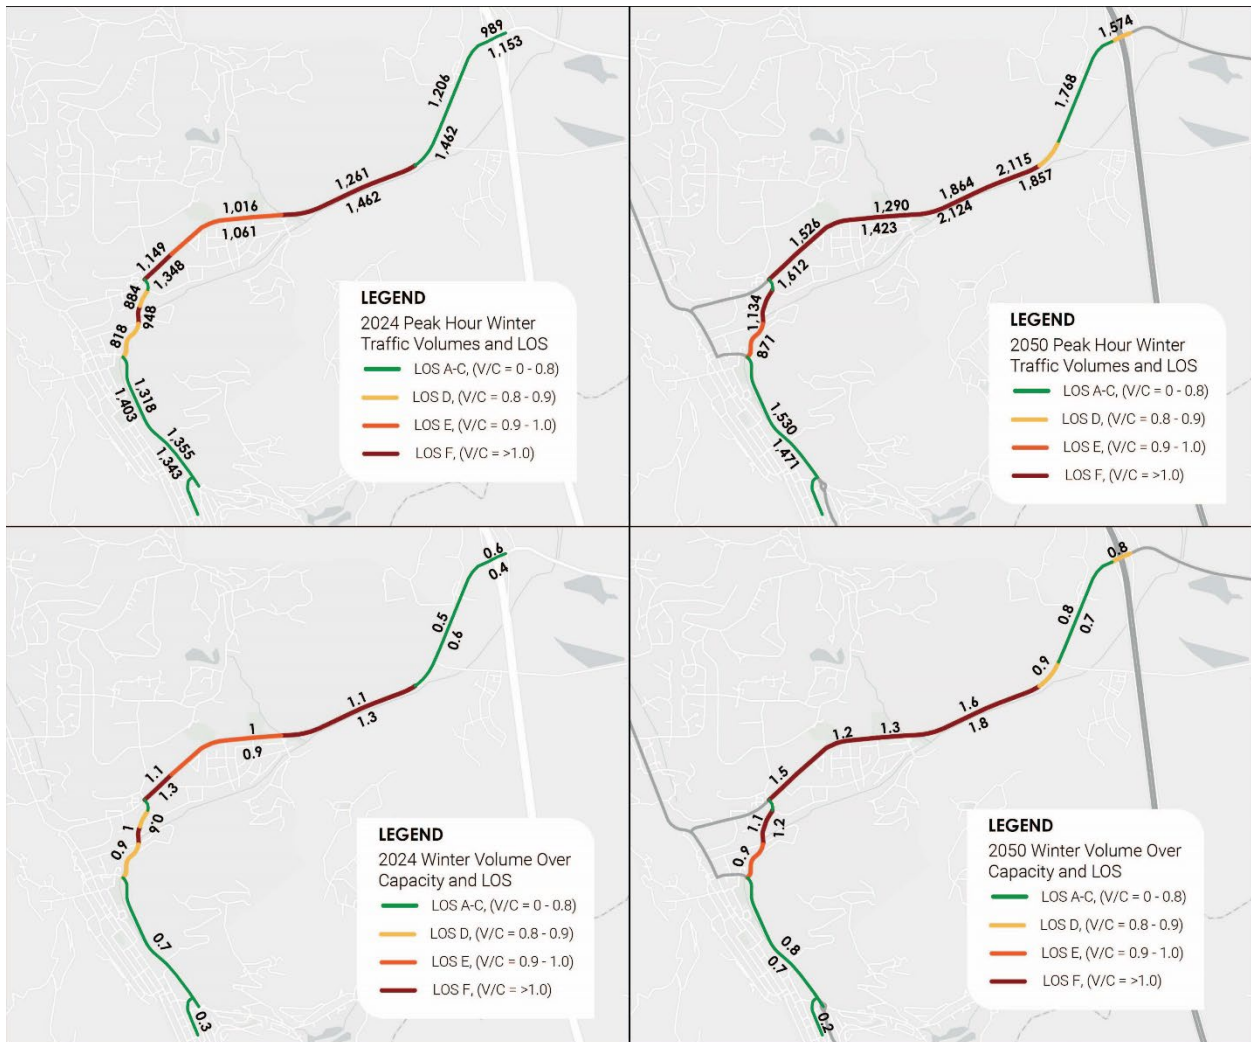 989
1,153
1,206
1,462
1,261
1,462
1,016
1,061
1,149
1,348
884
948
818
1,318
1,403
1,355
1,343
LEGEND
2024 Peak Hour Winter
Traffic Volumes and LOS
LOS A-C, (V/C = 0 - 0.8)
LOS D, (V/C = 0.8 - 0.9)
LOS E, (V/C = 0.9 - 1.0)
LOS F, (V/C = >1.0)
1,574
1,768
2,115
1,857
1,864
2,124
1,290
1,423
1,526
1,612
1,134
871
1,530
1,471
LEGEND
2050 Peak Hour Winter
Traffic Volumes and LOS
LOS A-C, (V/C = 0 - 0.8)
LOS D, (V/C = 0.8 - 0.9)
LOS E, (V/C = 0.9 - 1.0)
LOS F, (V/C = >1.0)
0.6
0.4
0.5
0.6
1.1
1.3
1
0.9
1.1
1.3
1
0.9
0.9
0.7
0.3
LEGEND
2024 Winter Volume Over
Capacity and LOS
LOS A-C, (V/C = 0 - 0.8)
LOS D, (V/C = 0.8 - 0.9)
LOS E, (V/C = 0.9 - 1.0)
LOS F, (V/C = >1.0)
0.8
0.8
0.7
0.9
1.6
1.8
1.2
1.3
1.5
1.1
1.2
0.9
0.8
0.7
0.2
LEGEND
2050 Winter Volume Over
Capacity and LOS
LOS A-C, (V/C = 0 - 0.8)
LOS D, (V/C = 0.8 - 0.9)
LOS E, (V/C = 0.9 - 1.0)
LOS F, (V/C = >1.0)